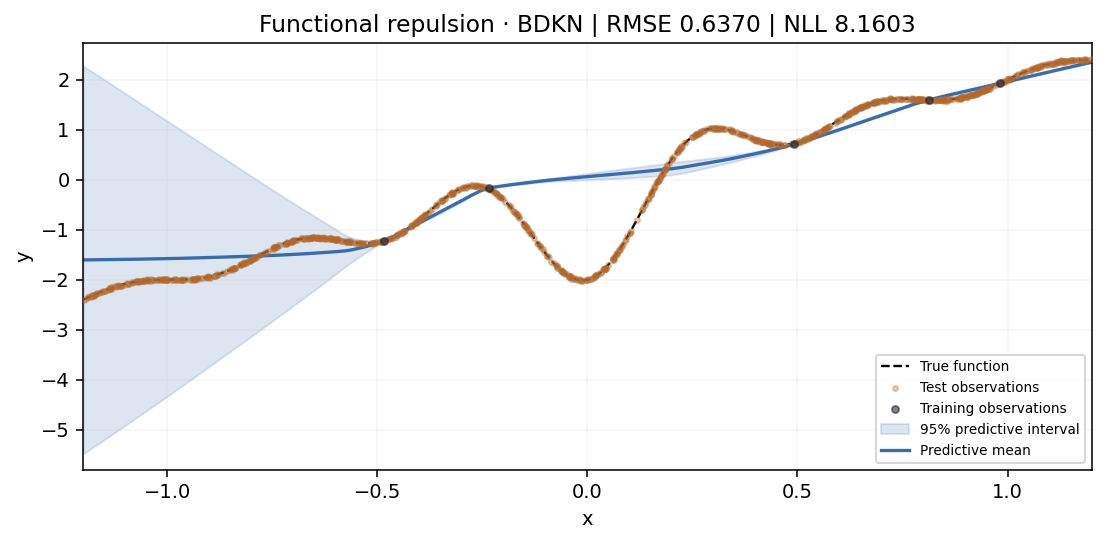 Functional repulsion · BDKN | RMSE 0.6370 | NLL 8.1603
2
1
0
−1
−2
−3
−4
−5
y
−1.0
−0.5
0.0
0.5
1.0
x
True function
Test observations
Training observations
95% predictive interval
Predictive mean